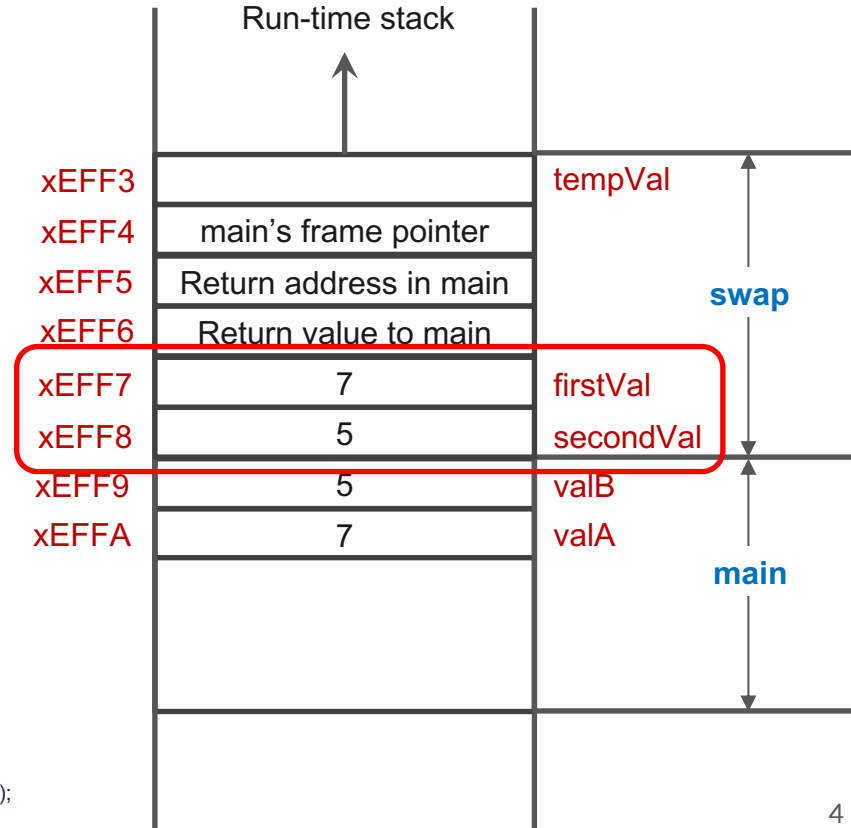 Run-time stack
xEFF3 tempVal
xEFF4 main’s frame pointer
xEFF5 Return address in main
swap
xEFF6 Return value to main
xEFF7 7 firstVal
xEFF8 5 secondVal
xEFF9 5 valB
xEFFA 7 valA
main
);
4